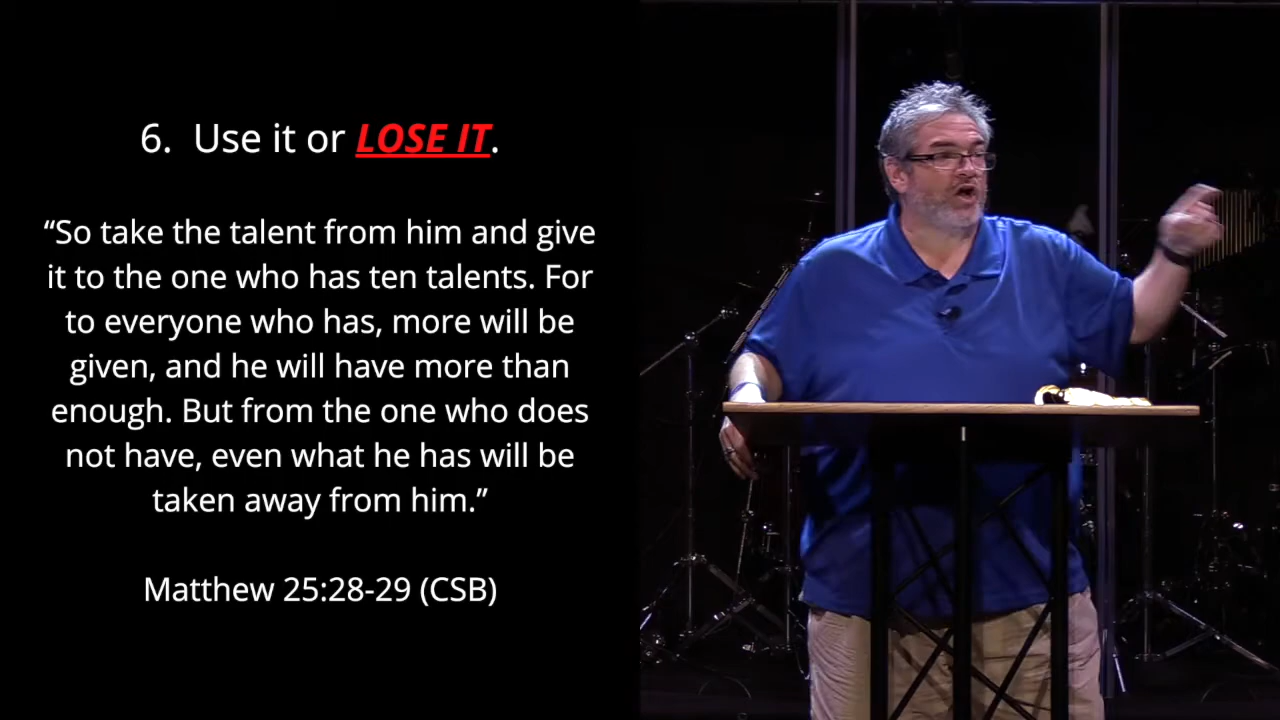 6. Use it or LOSE IT.
“So take the talent from him and give
it to the one who has ten talents. For
to everyone who has, more will be
given, and he will have more than
enough. But from the one who does
not have, even what he has will be
taken away from him.”
Matthew 25:28-29 (CSB)